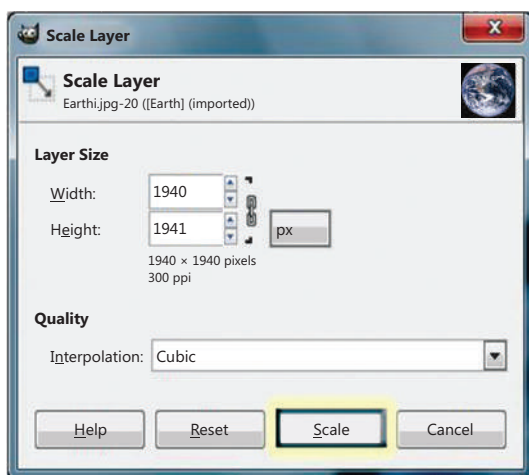 Scale Layer
Scale Layer
Earthi.jpg-20 ([Earth] (imported))
Layer Size
Width: 1940
Height: 1941 px
1940 × 1940 pixels
300 ppi
Quality
Interpolation: Cubic
Help Reset Scale Cancel